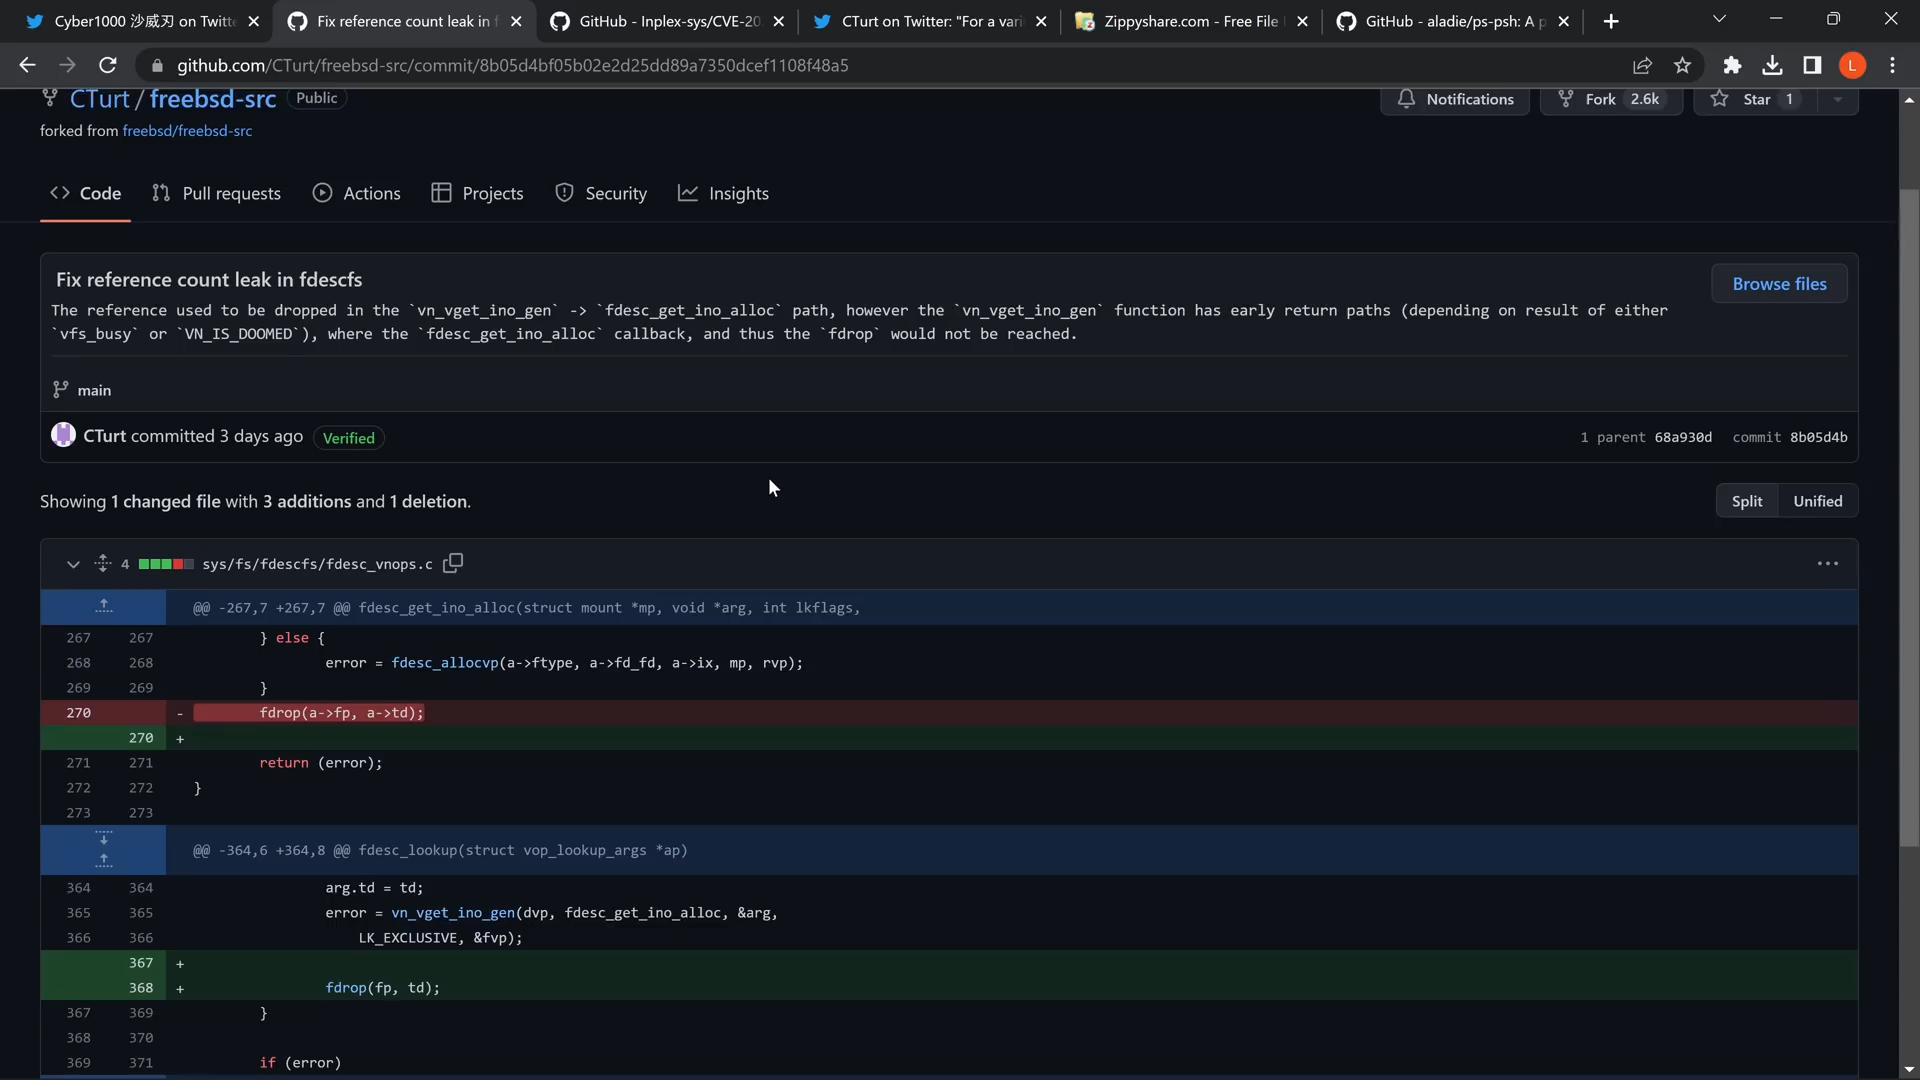 Cyber1000 沙威刃 on Twitte
Fix reference count leak in f
GitHub - Inplex-sys/CVE-20
CTurt on Twitter: "For a vari
Zippyshare.com - Free File
GitHub - aladie/ps-psh: A p
github.com/CTurt/freebsd-src/commit/8b05d4bf05b02e2d25dd89a7350dcef1108f48a5
L
CTurt / freebsd-src Public
Notifications
Fork 2.6k
Star 1
forked from freebsd/freebsd-src
<> Code
Pull requests
Actions
Projects
Security
Insights
Fix reference count leak in fdescfs
Browse files
The reference used to be dropped in the `vn_vget_ino_gen` -> `fdesc_get_ino_alloc` path, however the `vn_vget_ino_gen` function has early return paths (depending on result of either
`vfs_busy` or `VN_IS_DOOMED`), where the `fdesc_get_ino_alloc` callback, and thus the `fdrop` would not be reached.
main
CTurt committed 3 days ago Verified
1 parent 68a930d commit 8b05d4b
Showing 1 changed file with 3 additions and 1 deletion.
Split Unified
4 sys/fs/fdescfs/fdesc_vnops.c
@@ -267,7 +267,7 @@ fdesc_get_ino_alloc(struct mount *mp, void *arg, int lkflags,
267 267 } else {
268 268 error = fdesc_allocvp(a->ftype, a->fd_fd, a->ix, mp, rvp);
269 269 }
270 - fdrop(a->fp, a->td);
270 +
271 271 return (error);
272 272 }
273 273
@@ -364,6 +364,8 @@ fdesc_lookup(struct vop_lookup_args *ap)
364 364 arg.td = td;
365 365 error = vn_vget_ino_gen(dvp, fdesc_get_ino_alloc, &arg,
366 366 LK_EXCLUSIVE, &fvp);
367 +
368 + fdrop(fp, td);
367 369 }
368 370
369 371 if (error)